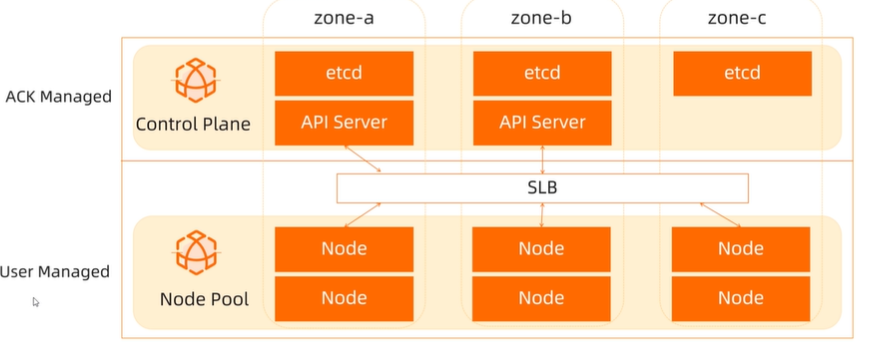 zone-a
zone-b
zone-c
ACK Managed
Control Plane
etcd
etcd
etcd
API Server
API Server
SLB
User Managed
Node Pool
Node
Node
Node
Node
Node
Node